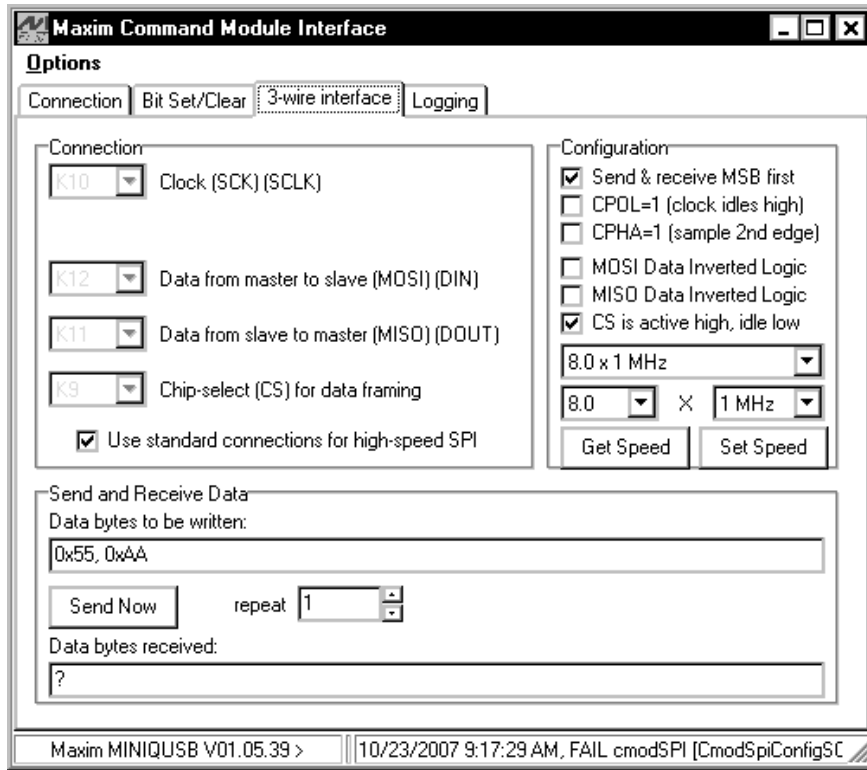 Maxim Command Module Interface
Options
Connection Bit Set/Clear 3-wire interface Logging
Connection
K10 Clock (SCK) (SCLK)
K12 Data from master to slave (MOSI) (DIN)
K11 Data from slave to master (MISO) (DOUT)
K9 Chip-select (CS) for data framing
Use standard connections for high-speed SPI
Configuration
Send & receive MSB first
CPOL=1 (clock idles high)
CPHA=1 (sample 2nd edge)
MOSI Data Inverted Logic
MISO Data Inverted Logic
CS is active high, idle low
8.0 x 1 MHz
8.0 X 1 MHz
Get Speed Set Speed
Send and Receive Data
Data bytes to be written:
0x55, 0xAA
Send Now repeat 1
Data bytes received:
?
Maxim MINIQUSB V01.05.39 > 10/23/2007 9:17:29 AM, FAIL cmodSPI [CmodSpiConfigSC